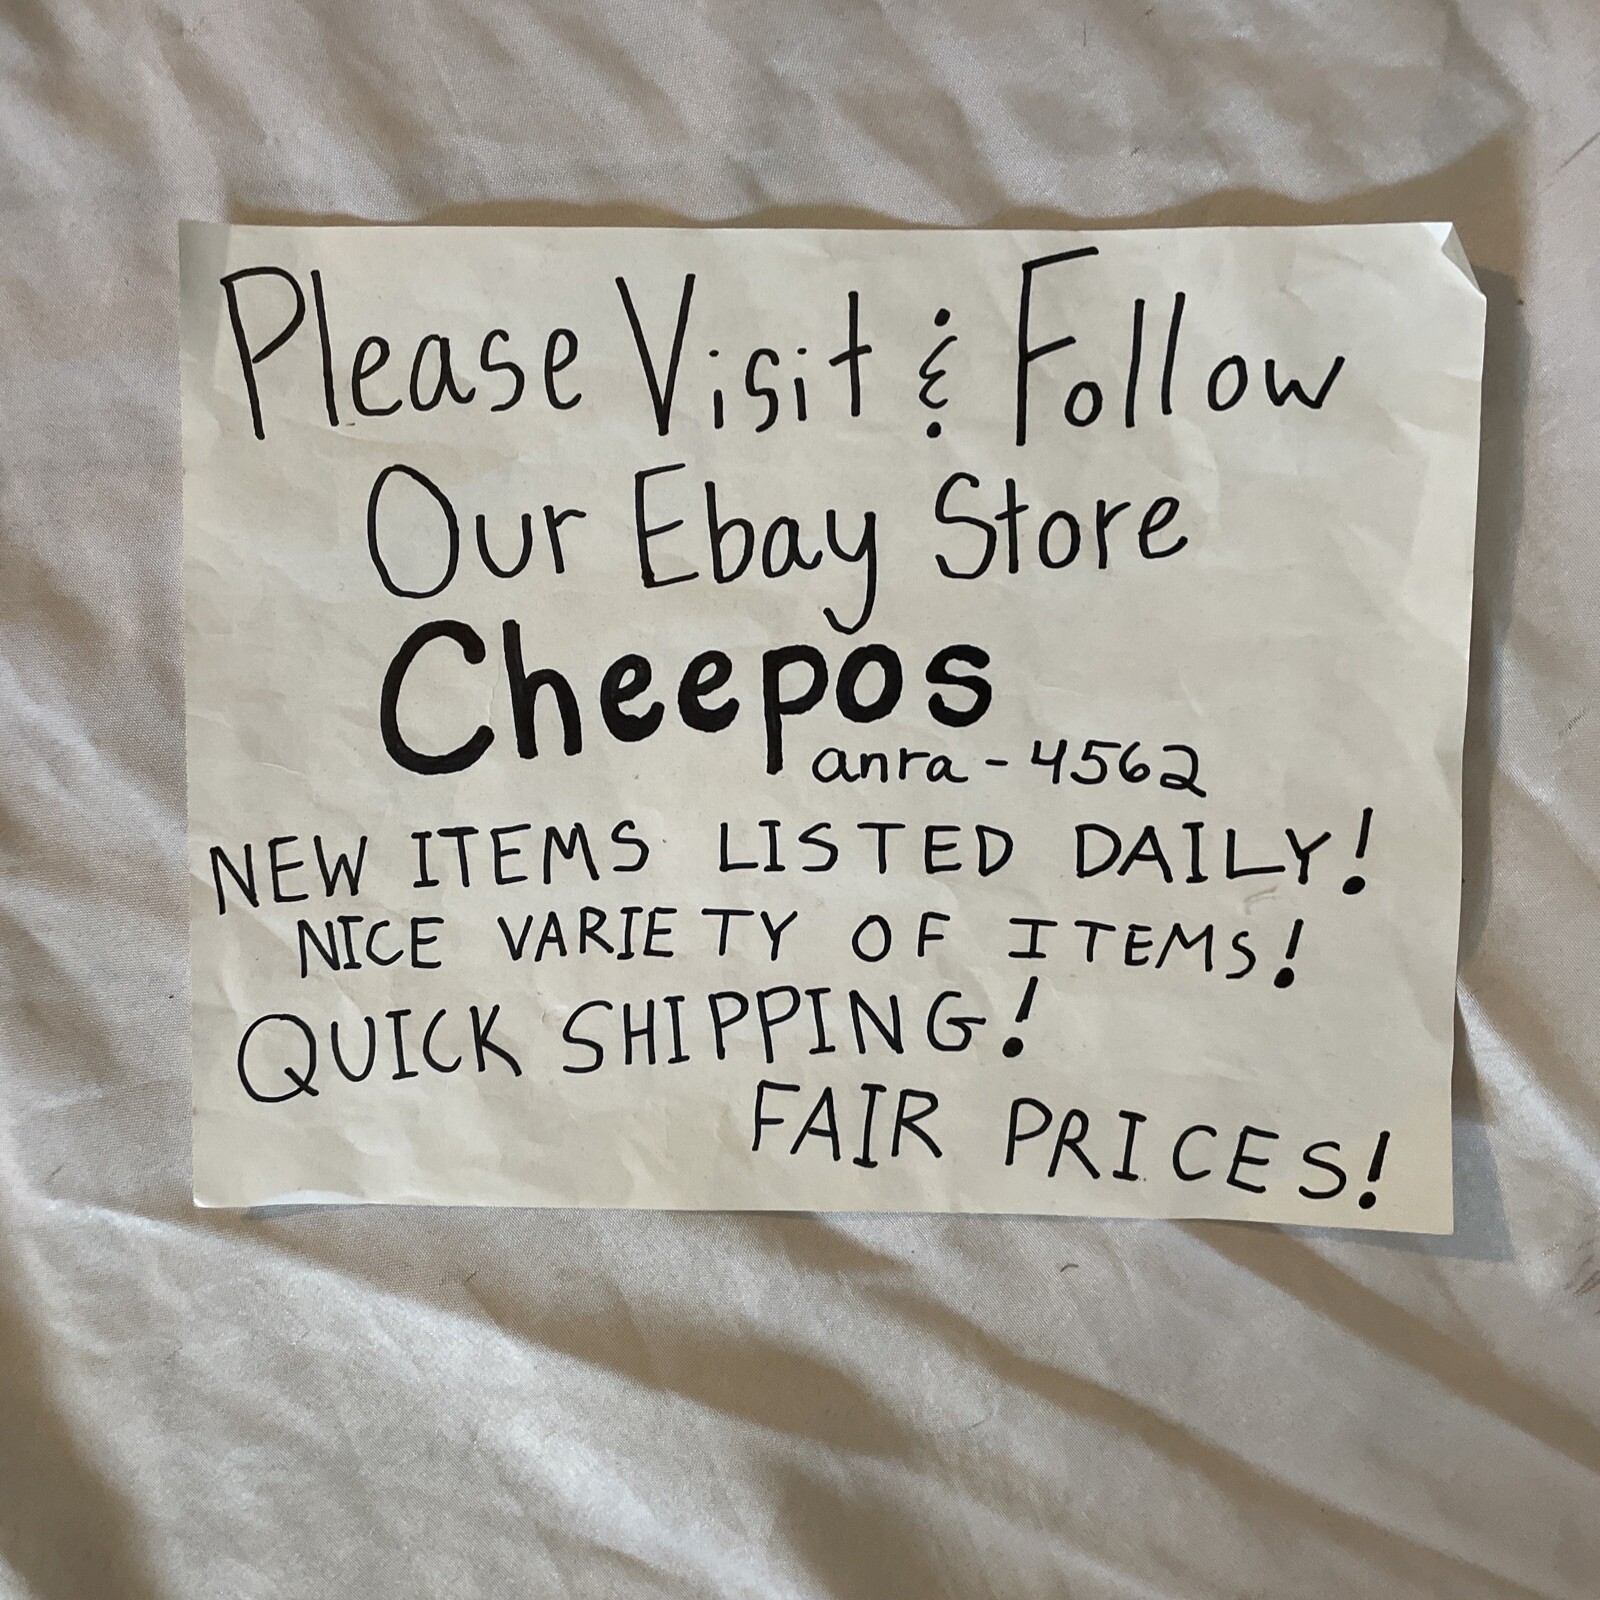 Please Visit & Follow
Our Ebay Store
Cheepos
anra-4562
NEW ITEMS LISTED DAILY!
NICE VARIETY OF ITEMS!
QUICK SHIPPING!
FAIR PRICES!